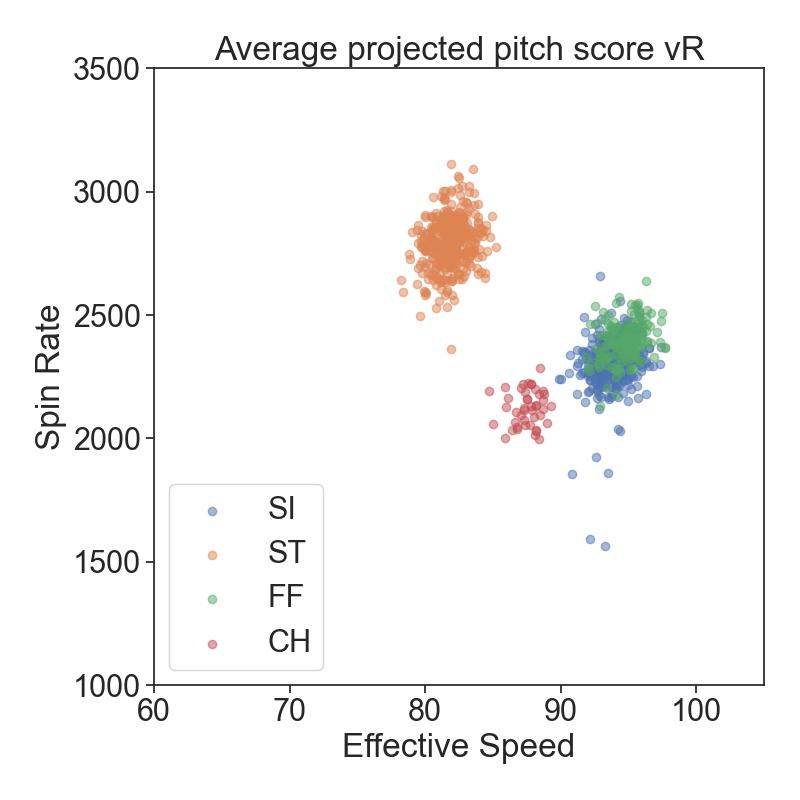 Average projected pitch score vR
3500
3000
2500
2000
1500
1000
Spin Rate
SI
ST
FF
CH
60 70 80 90 100
Effective Speed